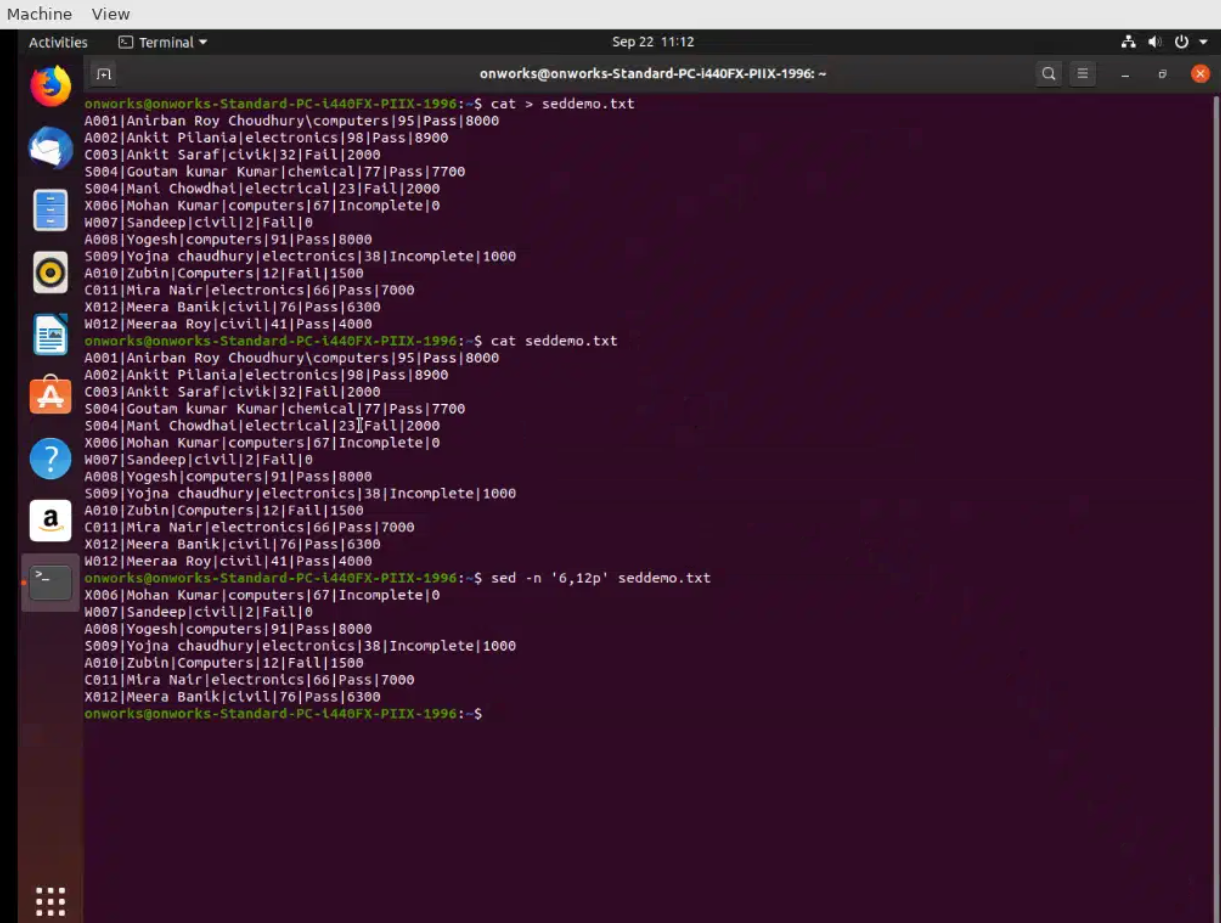 Machine View
Activities Terminal Sep 22 11:12
onworks@onworks-Standard-PC-i440FX-PIIX-1996: ~
onworks@onworks-Standard-PC-i440FX-PIIX-1996:~$ cat > seddemo.txt
A001|Anirban Roy Choudhury\computers|95|Pass|8000
A002|Ankit Pilania|electronics|98|Pass|8900
C003|Ankit Saraf|civik|32|Fail|2000
S004|Goutam kumar Kumar|chemical|77|Pass|7700
S004|Mani Chowdhai|electrical|23|Fail|2000
X006|Mohan Kumar|computers|67|Incomplete|0
W007|Sandeep|civil|2|Fail|0
A008|Yogesh|computers|91|Pass|8000
S009|Yojna chaudhury|electronics|38|Incomplete|1000
A010|Zubin|Computers|12|Fail|1500
C011|Mira Nair|electronics|66|Pass|7000
X012|Meera Banik|civil|76|Pass|6300
W012|Meeraa Roy|civil|41|Pass|4000
onworks@onworks-Standard-PC-i440FX-PIIX-1996:~$ cat seddemo.txt
A001|Anirban Roy Choudhury\computers|95|Pass|8000
A002|Ankit Pilania|electronics|98|Pass|8900
C003|Ankit Saraf|civik|32|Fail|2000
S004|Goutam kumar Kumar|chemical|77|Pass|7700
S004|Mani Chowdhai|electrical|23|Fail|2000
X006|Mohan Kumar|computers|67|Incomplete|0
W007|Sandeep|civil|2|Fail|0
A008|Yogesh|computers|91|Pass|8000
S009|Yojna chaudhury|electronics|38|Incomplete|1000
A010|Zubin|Computers|12|Fail|1500
C011|Mira Nair|electronics|66|Pass|7000
X012|Meera Banik|civil|76|Pass|6300
W012|Meeraa Roy|civil|41|Pass|4000
onworks@onworks-Standard-PC-i440FX-PIIX-1996:~$ sed -n '6,12p' seddemo.txt
X006|Mohan Kumar|computers|67|Incomplete|0
W007|Sandeep|civil|2|Fail|0
A008|Yogesh|computers|91|Pass|8000
S009|Yojna chaudhury|electronics|38|Incomplete|1000
A010|Zubin|Computers|12|Fail|1500
C011|Mira Nair|electronics|66|Pass|7000
X012|Meera Banik|civil|76|Pass|6300
onworks@onworks-Standard-PC-i440FX-PIIX-1996:~$